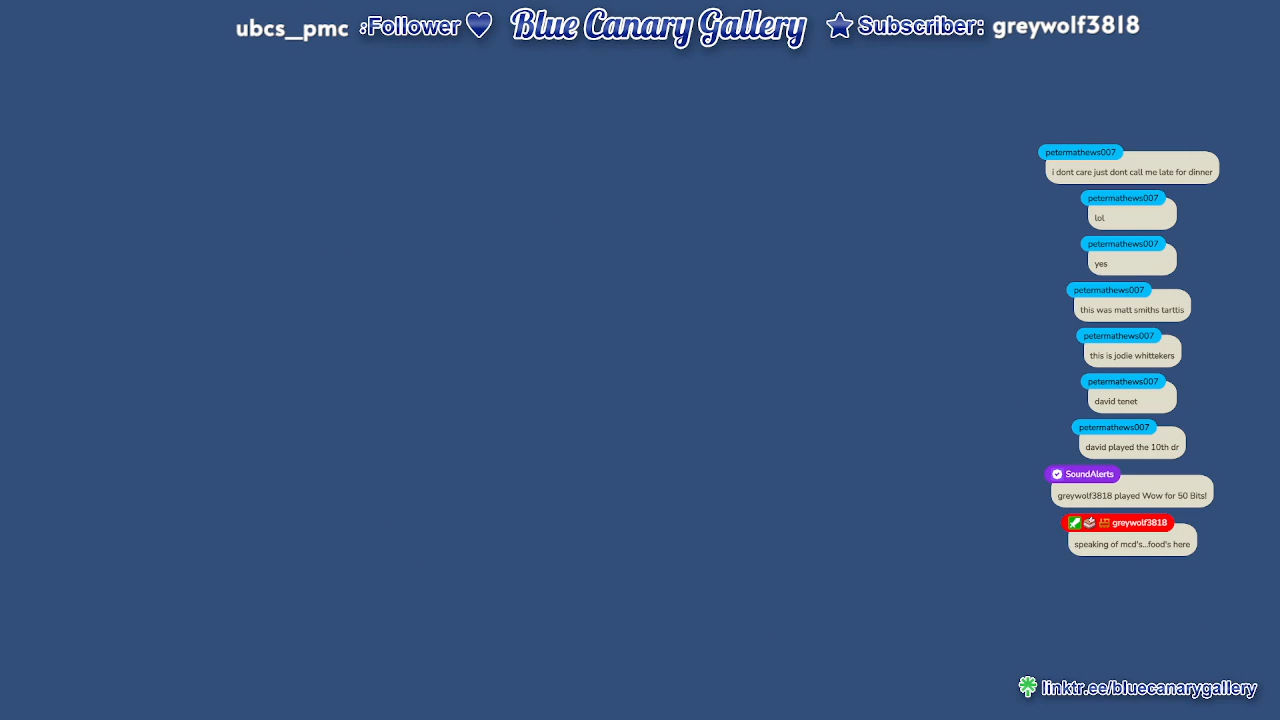 ubcs_pmc :Follower Blue Canary Gallery Subscriber: greywolf3818
petermathews007
i dont care just dont call me late for dinner
petermathews007
lol
petermathews007
yes
petermathews007
this was matt smiths tarttis
petermathews007
this is jodie whittekers
petermathews007
david tenet
petermathews007
david played the 10th dr
SoundAlerts
greywolf3818 played Wow for 50 Bits!
greywolf3818
speaking of mcd's...food's here
linktr.ee/bluecanarygallery